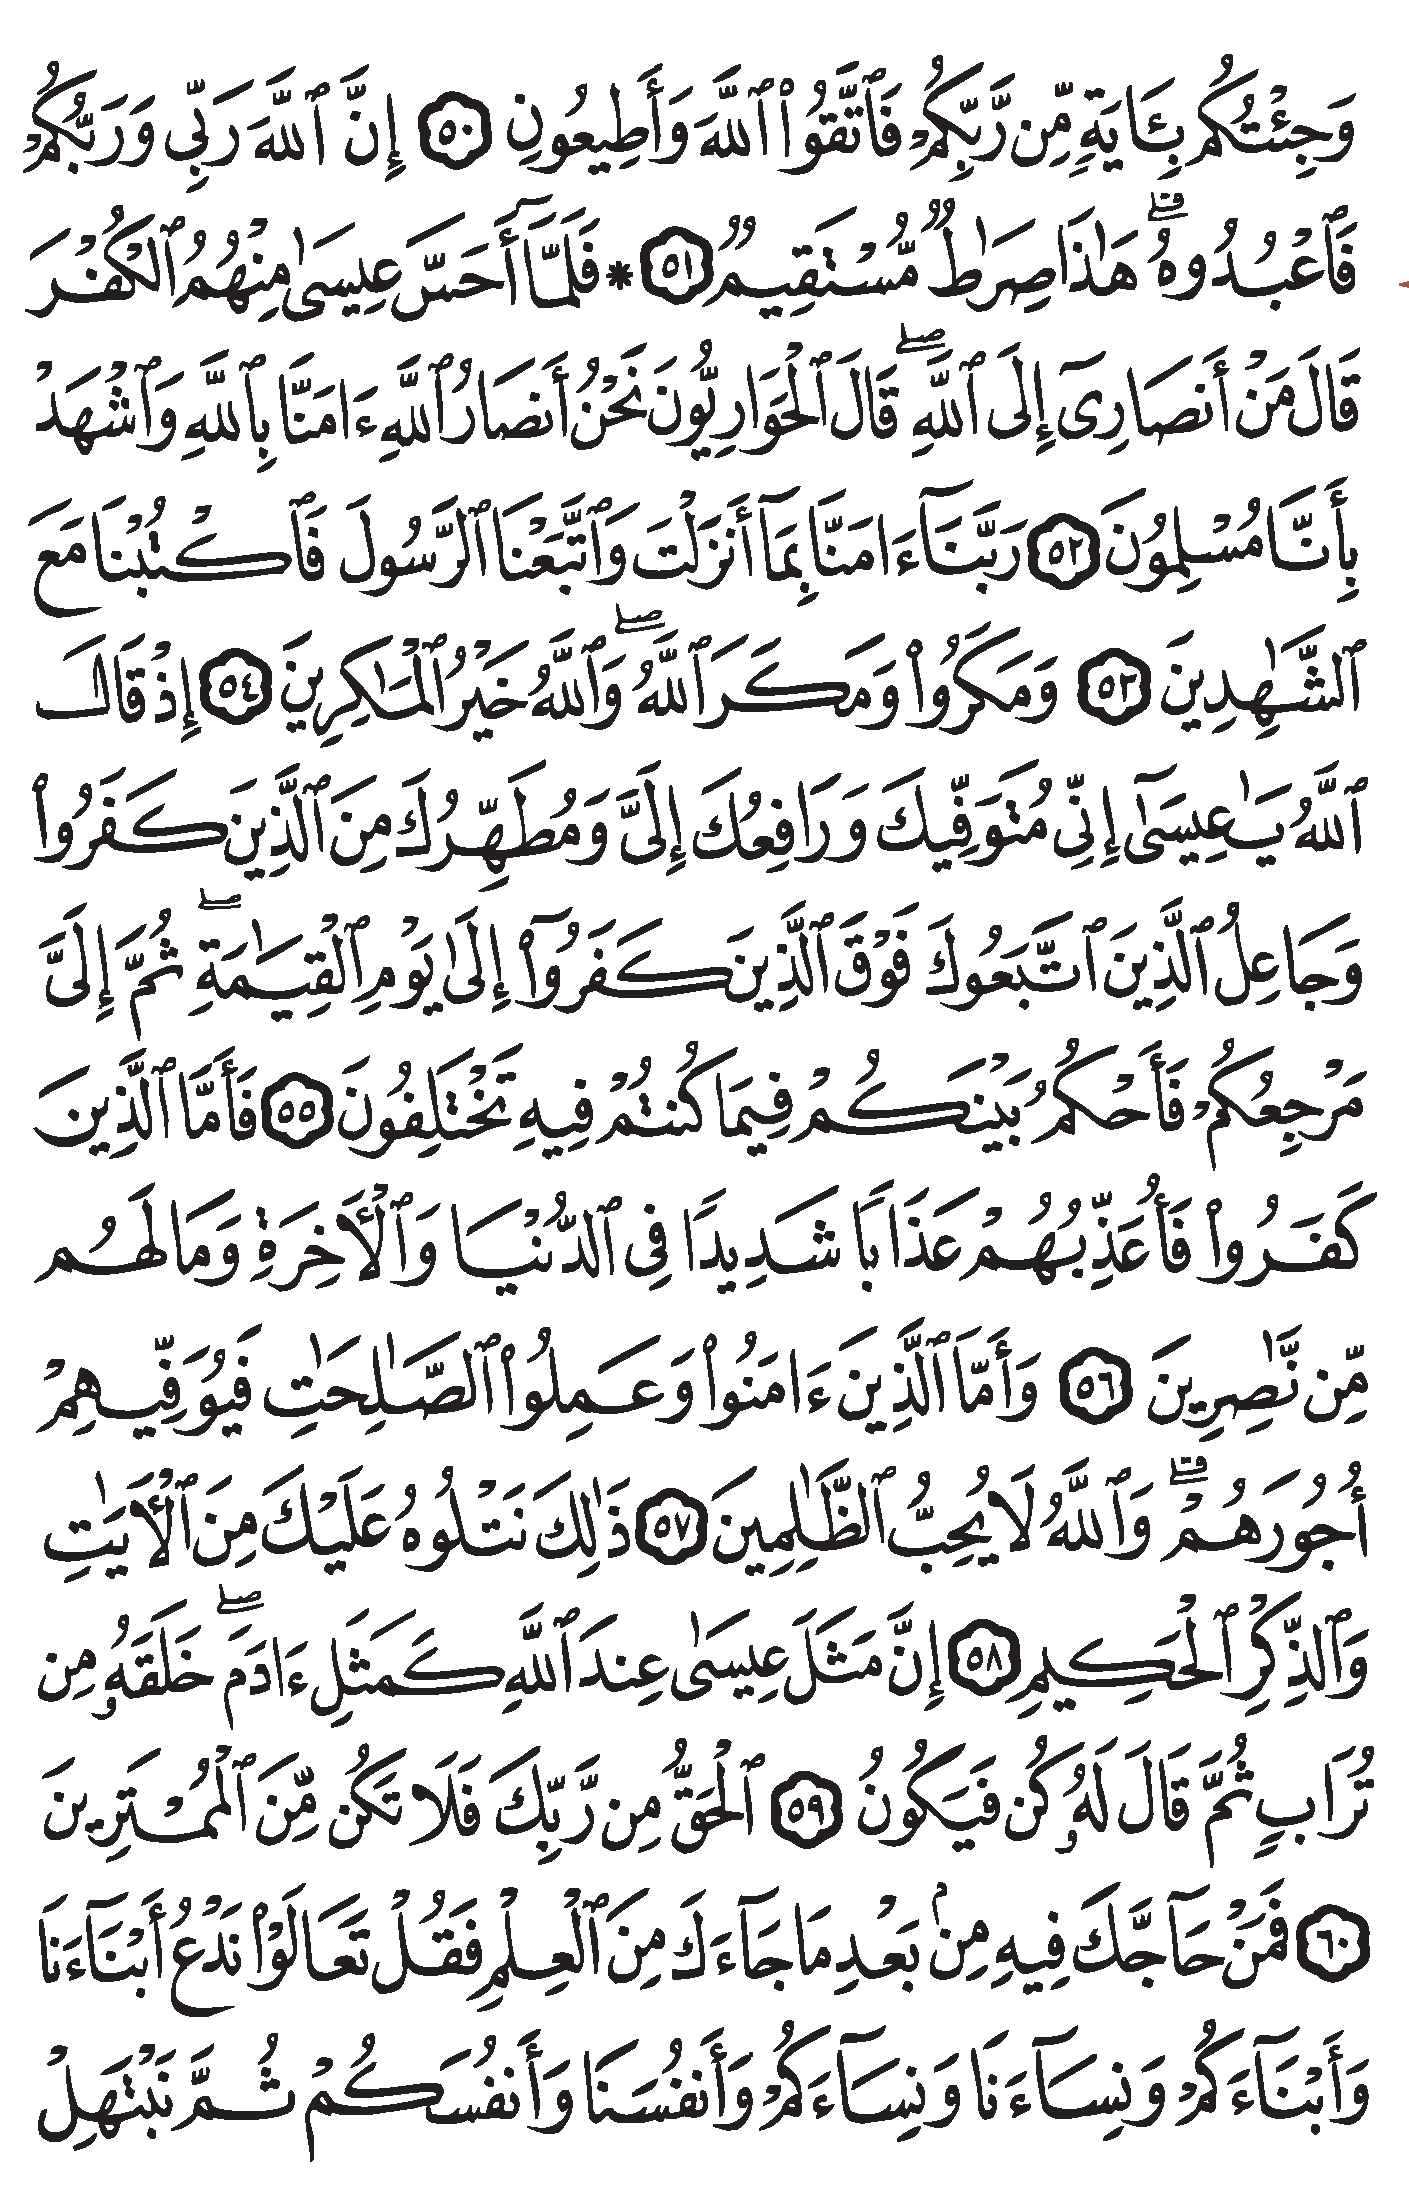 وَجِئْتُكُم بِـَٔايَةٍ مِّن رَّبِّكُمْ فَٱتَّقُوا۟ ٱللَّهَ وَأَطِيعُونِ ٥٠ إِنَّ ٱللَّهَ رَبِّى وَرَبُّكُمْ
فَٱعْبُدُوهُ ۗ هَٰذَا صِرَٰطٌ مُّسْتَقِيمٌ ٥١ * فَلَمَّآ أَحَسَّ عِيسَىٰ مِنْهُمُ ٱلْكُفْرَ
قَالَ مَنْ أَنصَارِىٓ إِلَى ٱللَّهِ ۖ قَالَ ٱلْحَوَارِيُّونَ نَحْنُ أَنصَارُ ٱللَّهِ ءَامَنَّا بِٱللَّهِ وَٱشْهَدْ
بِأَنَّا مُسْلِمُونَ ٥٢ رَبَّنَآ ءَامَنَّا بِمَآ أَنزَلْتَ وَٱتَّبَعْنَا ٱلرَّسُولَ فَٱكْتُبْنَا مَعَ
ٱلشَّٰهِدِينَ ٥٣ وَمَكَرُوا۟ وَمَكَرَ ٱللَّهُ ۖ وَٱللَّهُ خَيْرُ ٱلْمَٰكِرِينَ ٥٤ إِذْ قَالَ
ٱللَّهُ يَٰعِيسَىٰٓ إِنِّى مُتَوَفِّيكَ وَرَافِعُكَ إِلَىَّ وَمُطَهِّرُكَ مِنَ ٱلَّذِينَ كَفَرُوا۟
وَجَاعِلُ ٱلَّذِينَ ٱتَّبَعُوكَ فَوْقَ ٱلَّذِينَ كَفَرُوٓا۟ إِلَىٰ يَوْمِ ٱلْقِيَٰمَةِ ۖ ثُمَّ إِلَىَّ
مَرْجِعُكُمْ فَأَحْكُمُ بَيْنَكُمْ فِيمَا كُنتُمْ فِيهِ تَخْتَلِفُونَ ٥٥ فَأَمَّا ٱلَّذِينَ
كَفَرُوا۟ فَأُعَذِّبُهُمْ عَذَابًا شَدِيدًا فِى ٱلدُّنْيَا وَٱلْـَٔاخِرَةِ وَمَا لَهُم
مِّن نَّٰصِرِينَ ٥٦ وَأَمَّا ٱلَّذِينَ ءَامَنُوا۟ وَعَمِلُوا۟ ٱلصَّٰلِحَٰتِ فَيُوَفِّيهِمْ
أُجُورَهُمْ ۗ وَٱللَّهُ لَا يُحِبُّ ٱلظَّٰلِمِينَ ٥٧ ذَٰلِكَ نَتْلُوهُ عَلَيْكَ مِنَ ٱلْـَٔايَٰتِ
وَٱلذِّكْرِ ٱلْحَكِيمِ ٥٨ إِنَّ مَثَلَ عِيسَىٰ عِندَ ٱللَّهِ كَمَثَلِ ءَادَمَ ۖ خَلَقَهُۥ مِن
تُرَابٍ ثُمَّ قَالَ لَهُۥ كُن فَيَكُونُ ٥٩ ٱلْحَقُّ مِن رَّبِّكَ فَلَا تَكُن مِّنَ ٱلْمُمْتَرِينَ
٦٠ فَمَنْ حَآجَّكَ فِيهِ مِنۢ بَعْدِ مَا جَآءَكَ مِنَ ٱلْعِلْمِ فَقُلْ تَعَالَوْا۟ نَدْعُ أَبْنَآءَنَا
وَأَبْنَآءَكُمْ وَنِسَآءَنَا وَنِسَآءَكُمْ وَأَنفُسَنَا وَأَنفُسَكُمْ ثُمَّ نَبْتَهِلْ